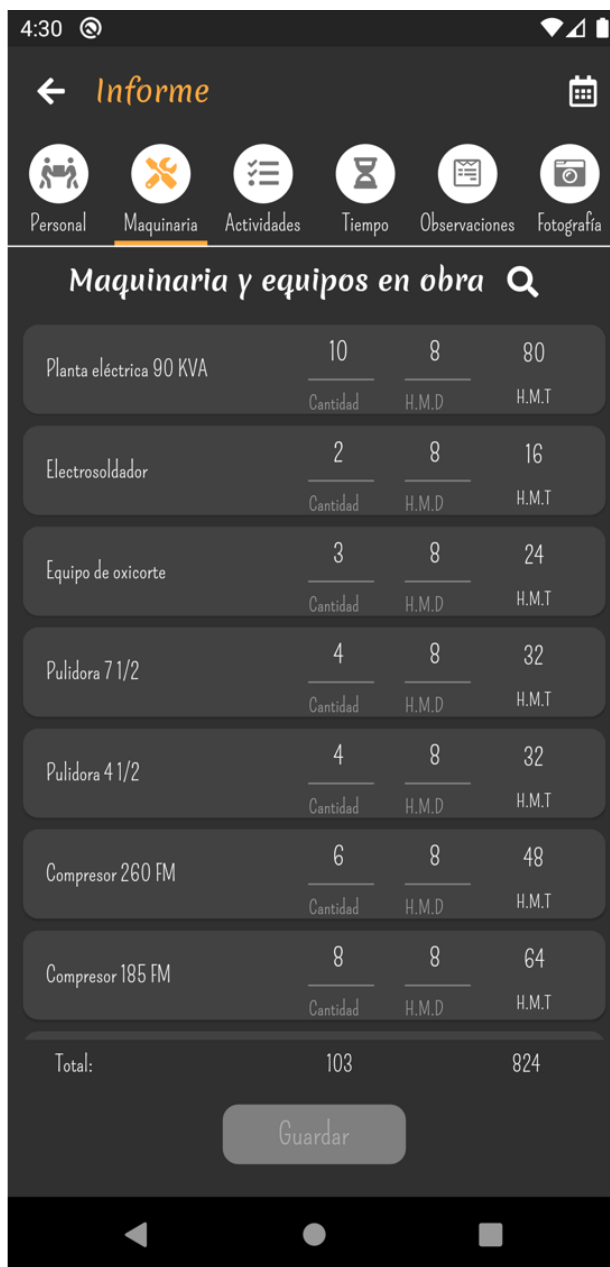 4:30
Informe
Personal Maquinaria Actividades Tiempo Observaciones Fotografía
Maquinaria y equipos en obra
Planta eléctrica 90 KVA 10 8 80
Cantidad H.M.D H.M.T
Electrosoldador 2 8 16
Cantidad H.M.D H.M.T
Equipo de oxicorte 3 8 24
Cantidad H.M.D H.M.T
Pulidora 7 1/2 4 8 32
Cantidad H.M.D H.M.T
Pulidora 4 1/2 4 8 32
Cantidad H.M.D H.M.T
Compresor 260 FM 6 8 48
Cantidad H.M.D H.M.T
Compresor 185 FM 8 8 64
Cantidad H.M.D H.M.T
Total: 103 824
Guardar